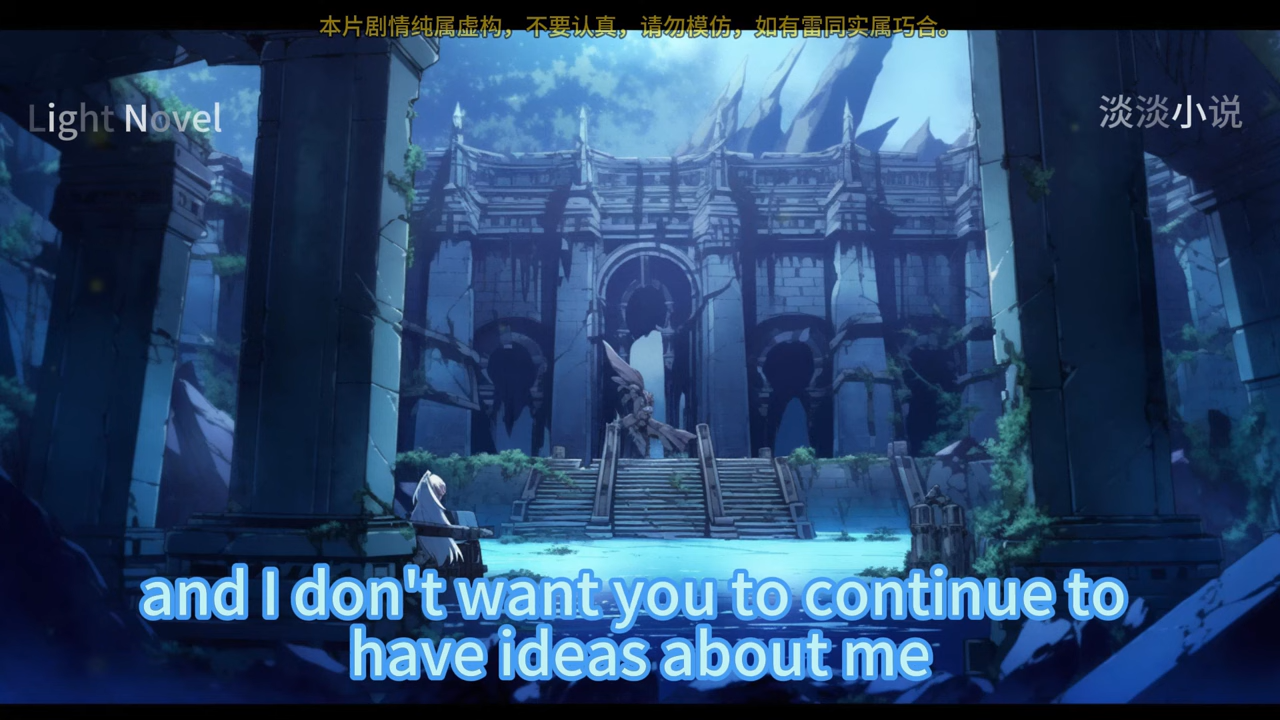 本片剧情纯属虚构，不要认真，请勿模仿，如有雷同实属巧合。
Light Novel
淡淡小说
and I don't want you to continue to
have ideas about me